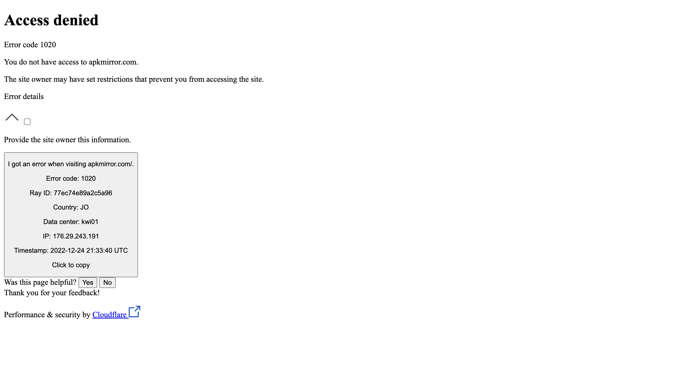 Access denied
Error code 1020
You do not have access to apkmirror.com.
The site owner may have set restrictions that prevent you from accessing the site.
Error details
Provide the site owner this information.
I got an error when visiting apkmirror.com/.
Error code: 1020
Ray ID: 77ec74e89a2c5a96
Country: JO
Data center: kwi01
IP: 176.29.243.191
Timestamp: 2022-12-24 21:33:40 UTC
Click to copy
Was this page helpful? Yes No
Thank you for your feedback!
Performance & security by Cloudflare